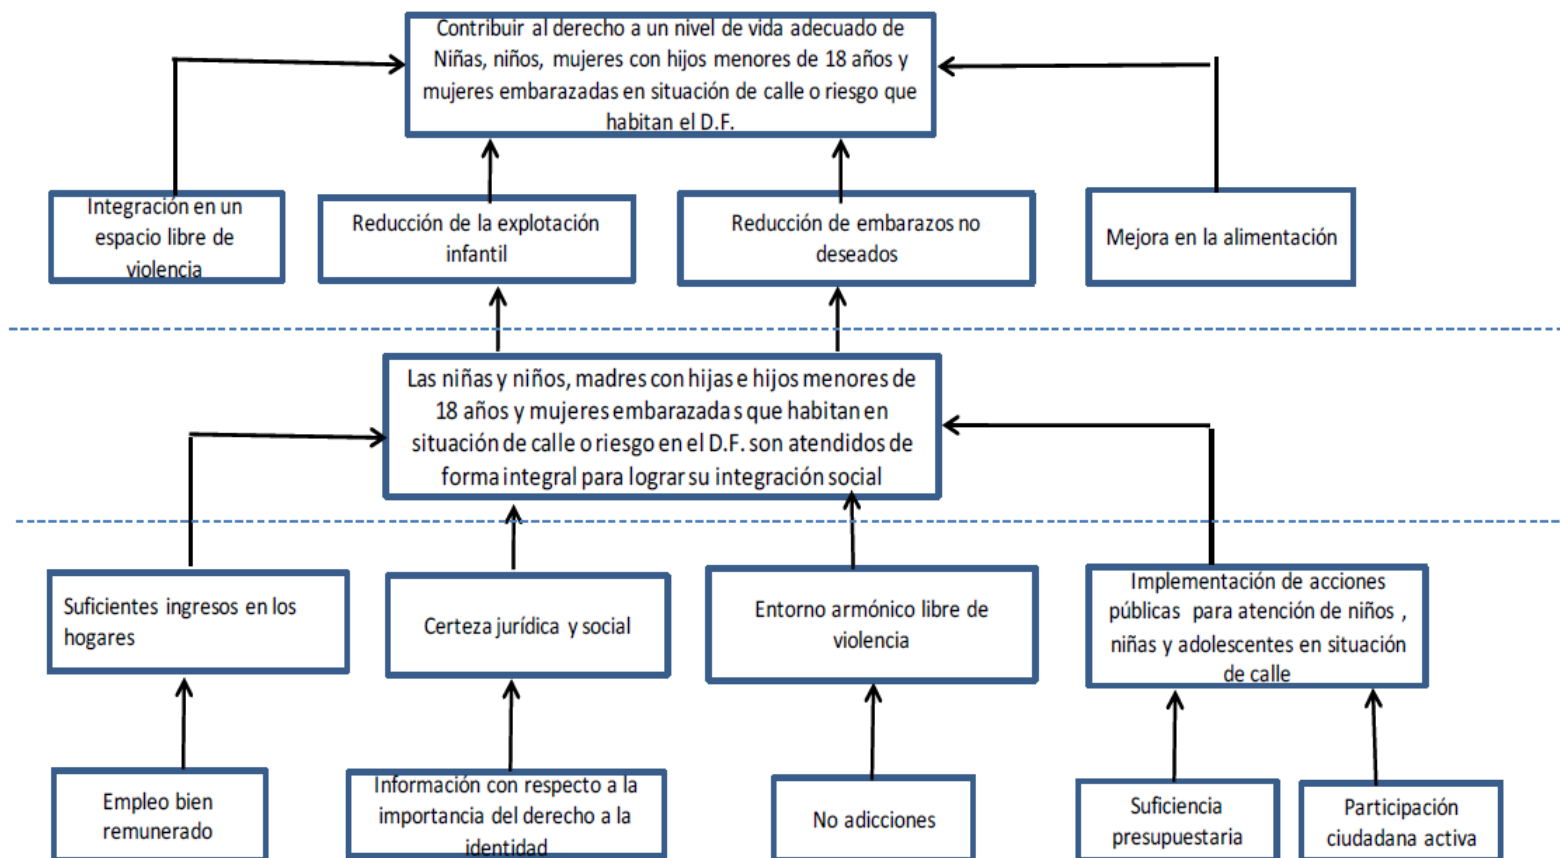 Contribuir al derecho a un nivel de vida adecuado de
Niñas, niños, mujeres con hijos menores de 18 años y
mujeres embarazadas en situación de calle o riesgo que
habitan el D.F.
Integración en un
espacio libre de
violencia
Reducción de la explotación
infantil
Reducción de embarazos no
deseados
Mejora en la alimentación
Las niñas y niños, madres con hijas e hijos menores de
18 años y mujeres embarazada s que habitan en
situación de calle o riesgo en el D.F. son atendidos de
forma integral para lograr su integración social
Suficientes ingresos en los
hogares
Certeza jurídica y social
Entorno armónico libre de
violencia
Implementación de acciones
públicas para atención de niños ,
niñas y adolescentes en situación
de calle
Empleo bien
remunerado
Información con respecto a la
importancia del derecho a la
identidad
No adicciones
Suficiencia
presupuestaria
Participación
ciudadana activa